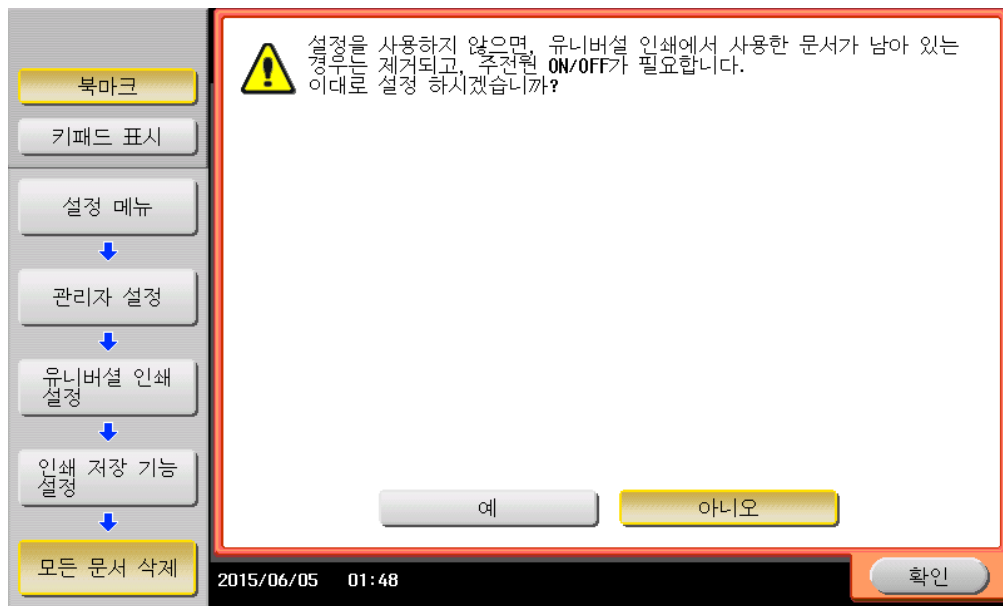 북마크
키패드 표시
설정 메뉴
관리자 설정
유니버셜 인쇄
설정
인쇄 저장 기능
설정
모든 문서 삭제
설정을 사용하지 않으면, 유니버설 인쇄에서 사용한 문서가 남아 있는
경우는 제거되고, 주전원 ON/OFF가 필요합니다.
이대로 설정 하시겠습니까?
예
아니오
2015/06/05 01:48
확인